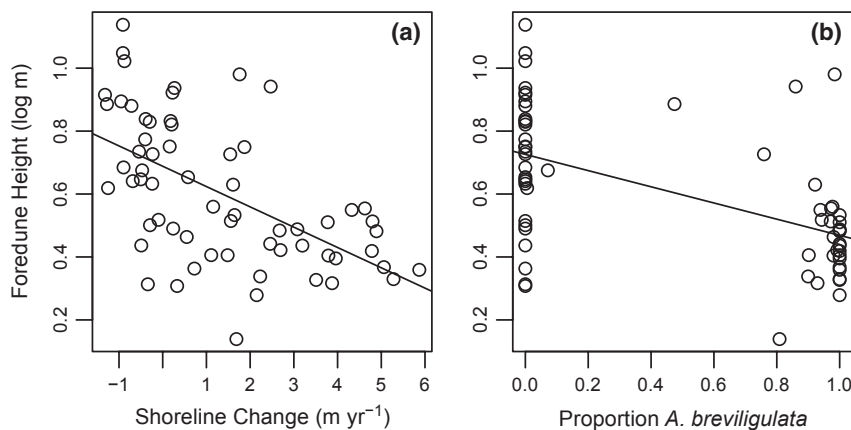 (a)
(b)
Foredune Height (log m)
0.2 0.4 0.6 0.8 1.0
0.2 0.4 0.6 0.8 1.0
−1 1 2 3 4 5 6
0.0 0.2 0.4 0.6 0.8 1.0
Shoreline Change (m yr⁻¹)
Proportion A. breviligulata